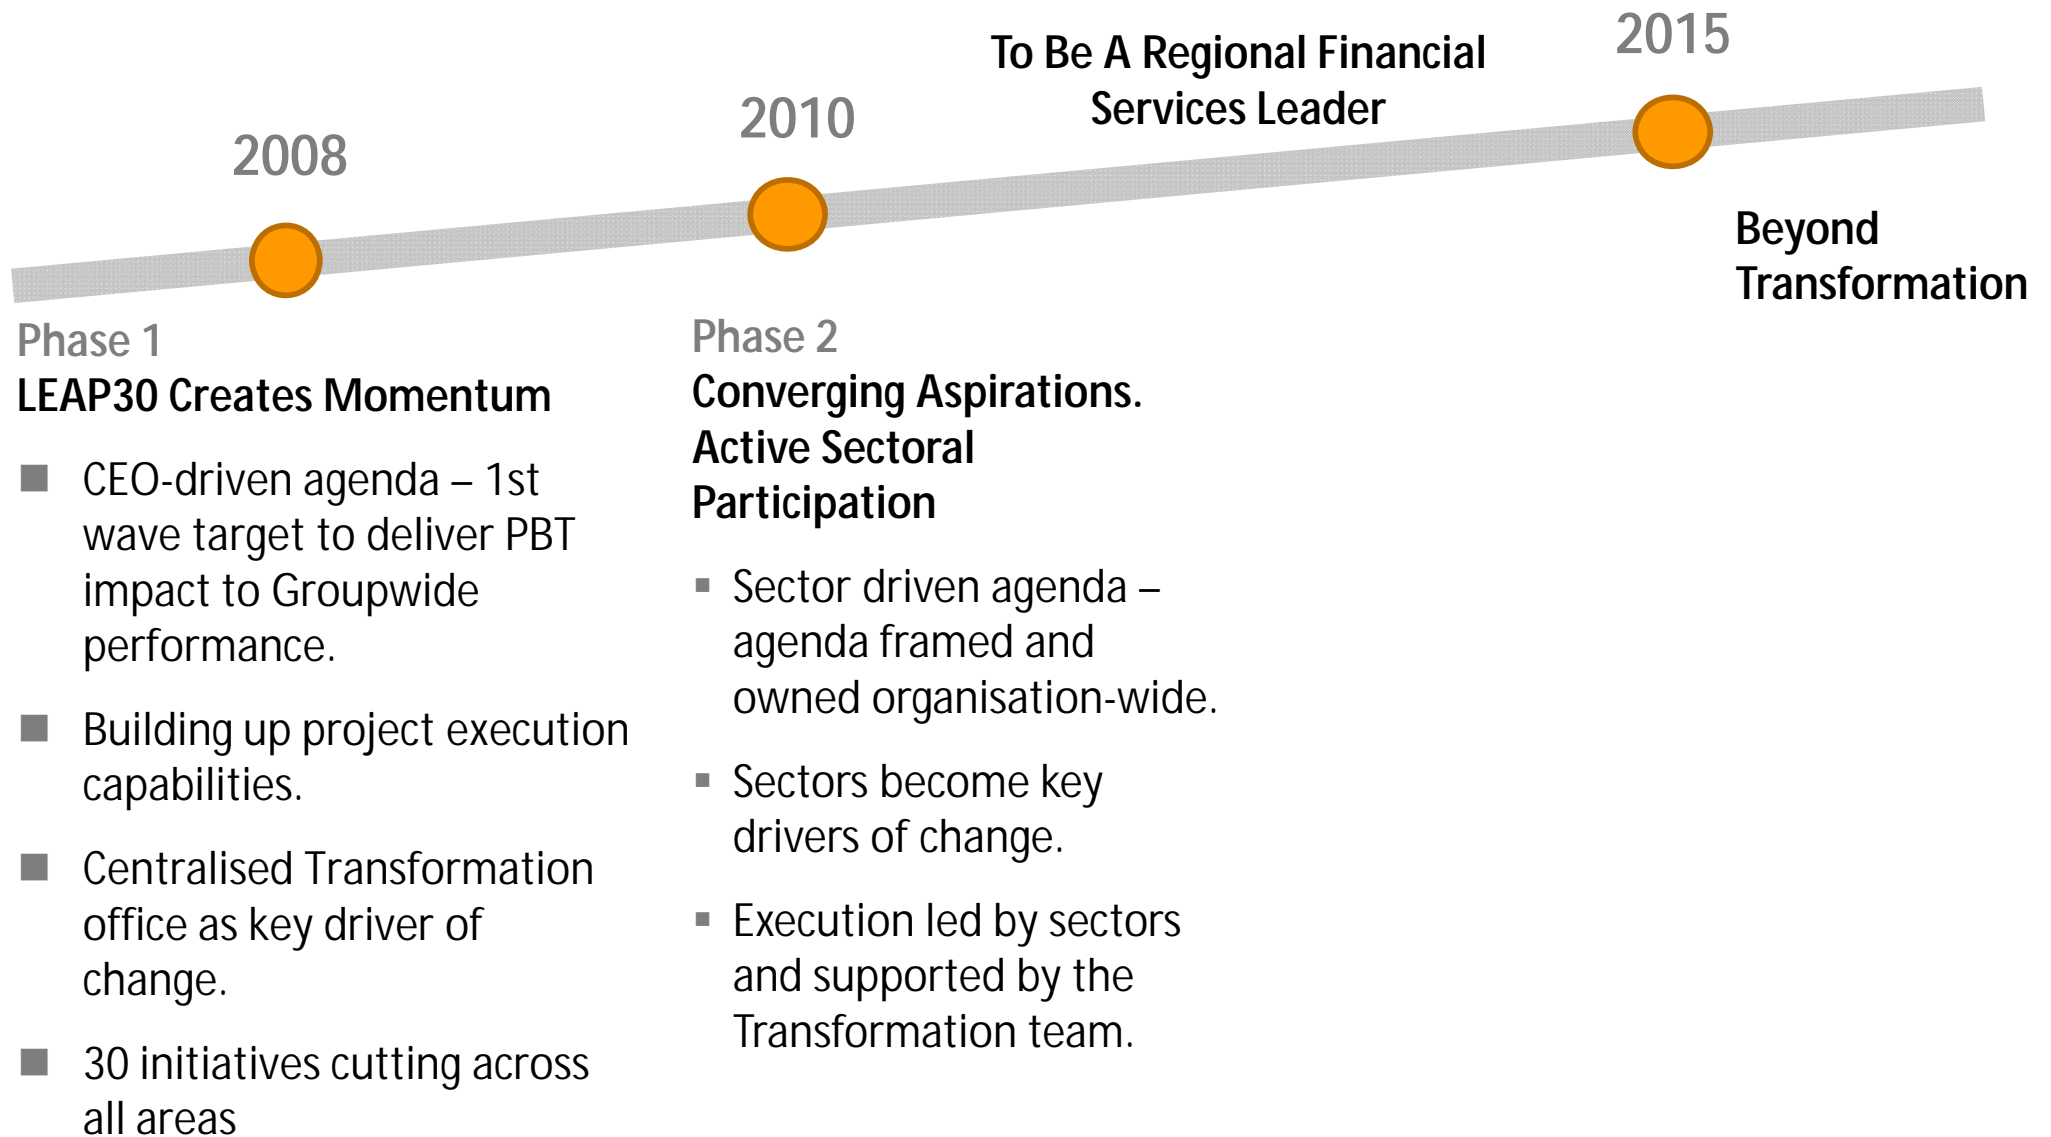 To Be A Regional Financial
Services Leader
2015
2010
2008
Beyond
Transformation
Phase 1
LEAP30 Creates Momentum
CEO-driven agenda – 1st
wave target to deliver PBT
impact to Groupwide
performance.
Building up project execution
capabilities.
Centralised Transformation
office as key driver of
change.
30 initiatives cutting across
all areas
Phase 2
Converging Aspirations.
Active Sectoral
Participation
Sector driven agenda –
agenda framed and
owned organisation-wide.
Sectors become key
drivers of change.
Execution led by sectors
and supported by the
Transformation team.